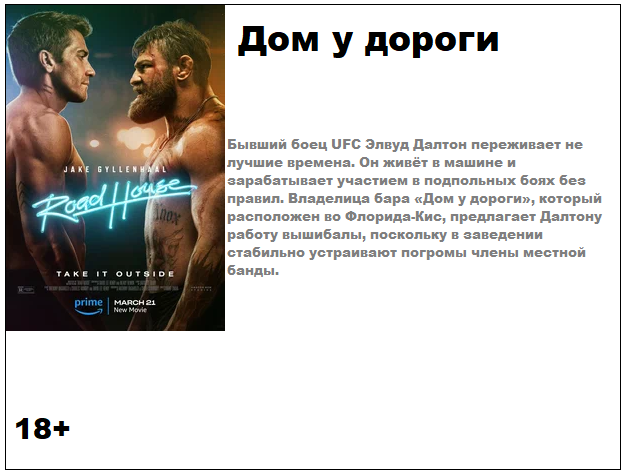 Дом у дороги
Бывший боец UFC Элвуд Далтон переживает не
лучшие времена. Он живёт в машине и
зарабатывает участием в подпольных боях без
правил. Владелица бара «Дом у дороги», который
расположен во Флорида-Кис, предлагает Далтону
работу вышибалы, поскольку в заведении
стабильно устраивают погромы члены местной
банды.
JAKE GYLLENHAAL
Road House
TAKE IT OUTSIDE
prime
MARCH 21
New Movie
18+